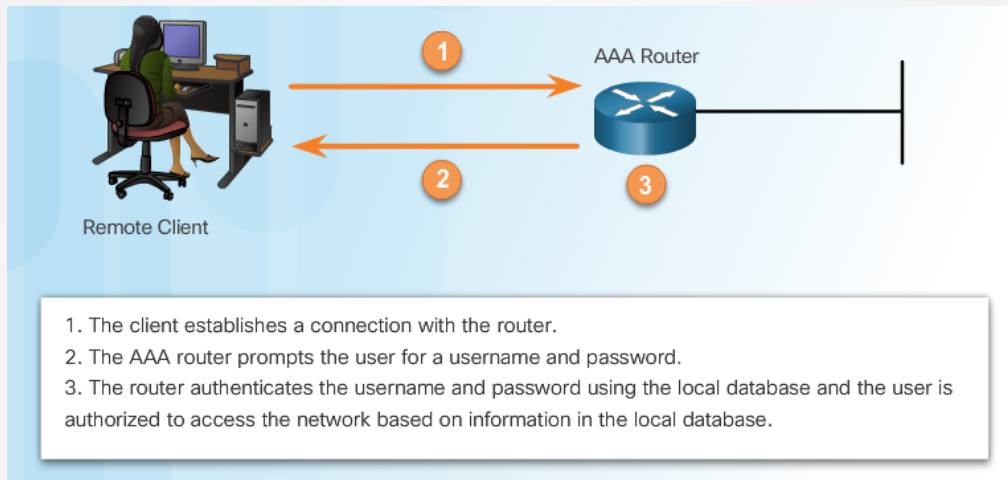 1
AAA Router
2
3
Remote Client
1. The client establishes a connection with the router.
2. The AAA router prompts the user for a username and password.
3. The router authenticates the username and password using the local database and the user is
authorized to access the network based on information in the local database.